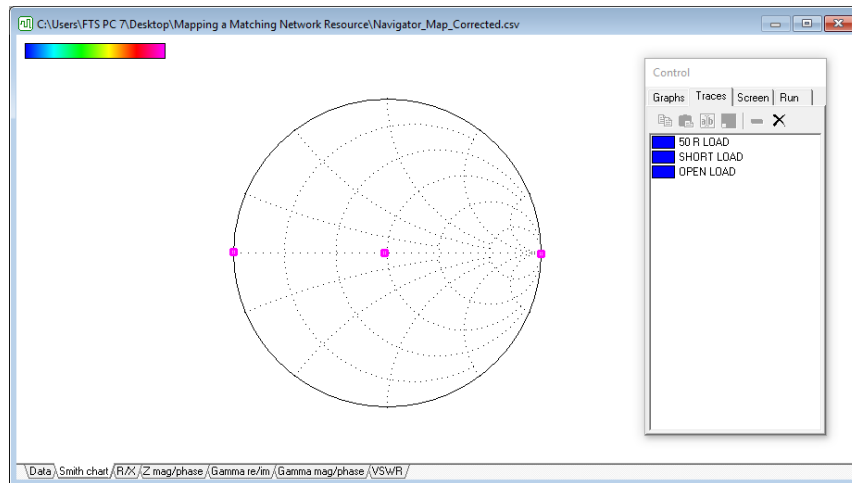 C:\Users\FTS PC 7\Desktop\Mapping a Matching Network Resource\Navigator_Map_Corrected.csv
Control
Graphs Traces Screen Run
a|b
50 R LOAD
SHORT LOAD
OPEN LOAD
Data Smith chart R/X Z mag/phase Gamma re/im Gamma mag/phase VSWR